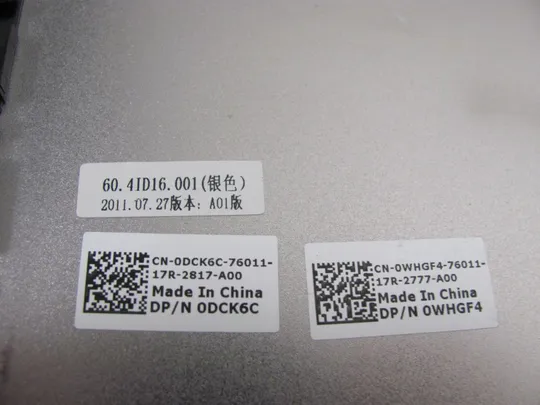 60.4ID16.001(银色)
2011.07.27版本: A01版
CN-0DCK6C-76011-
17R-2817-A00
Made In China
DP/N 0DCK6C
CN-0WHGF4-76011-
17R-2777-A00
Made In China
DP/N 0WHGF4